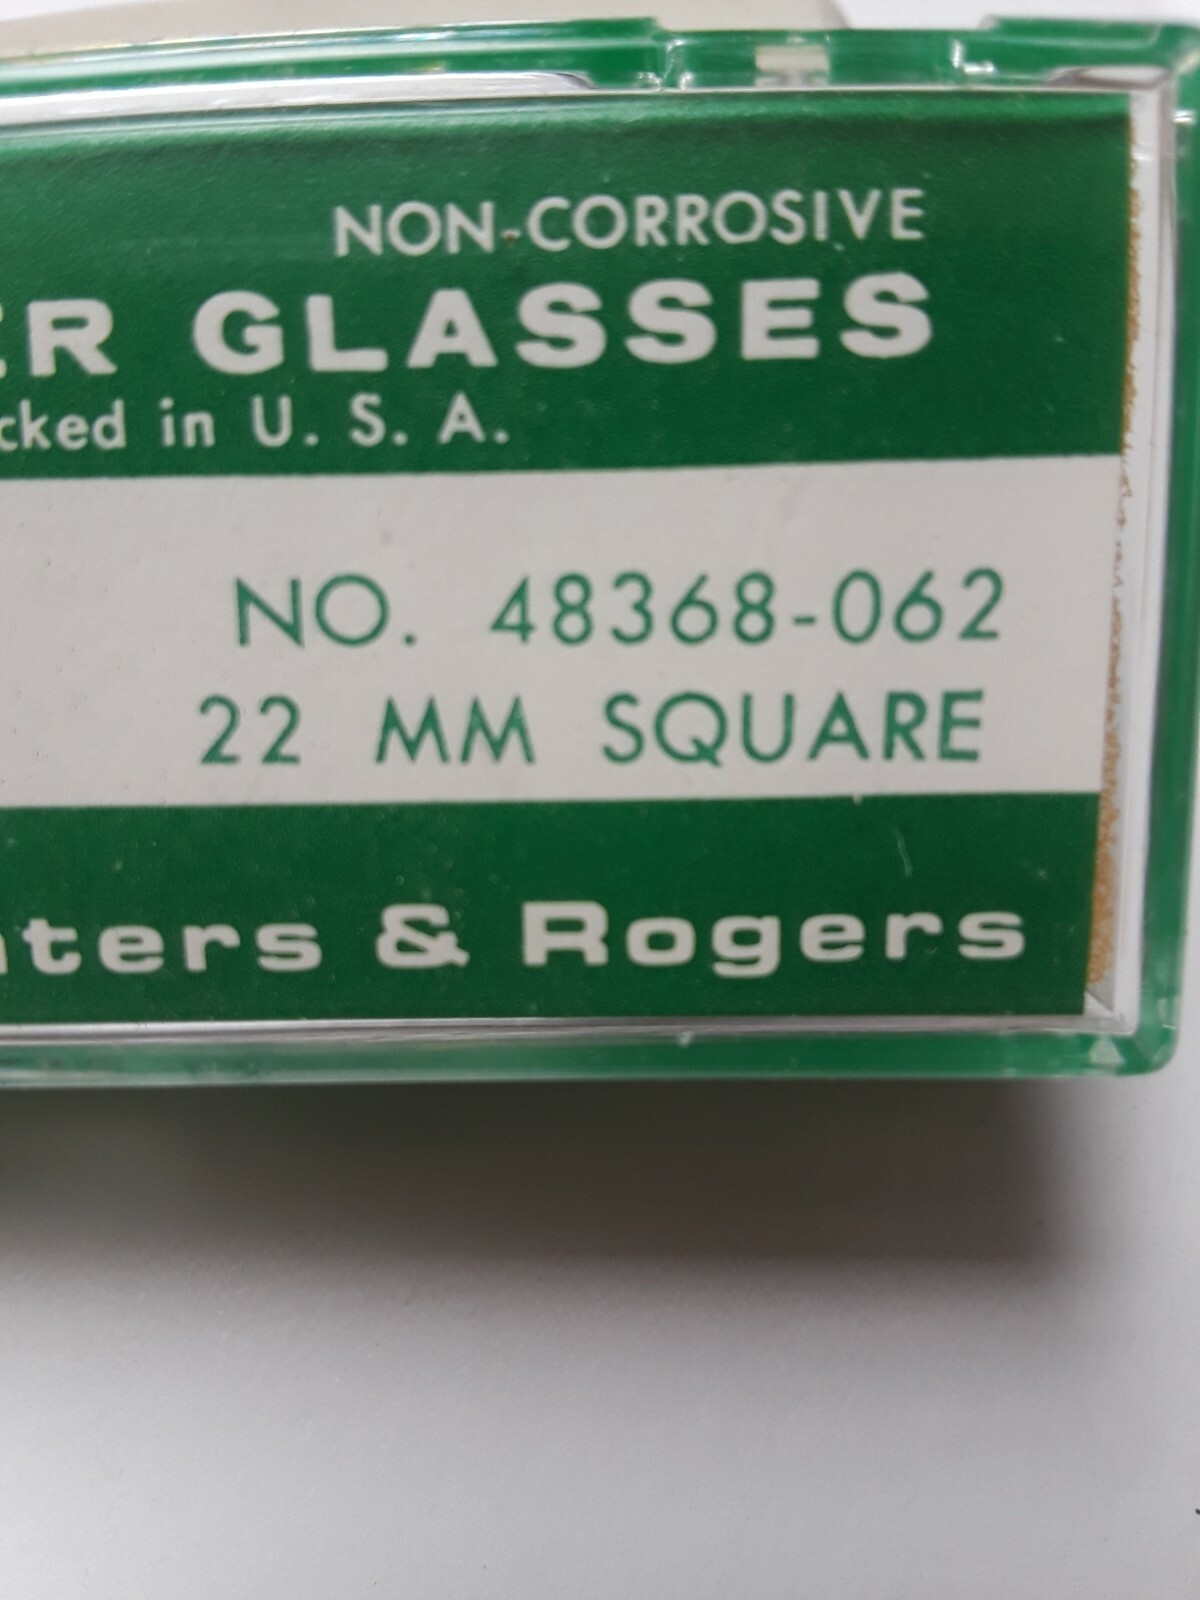 NON-CORROSIVE
ER GLASSES
cked in U. S. A.
NO. 48368-062
22 MM SQUARE
ters & Rogers